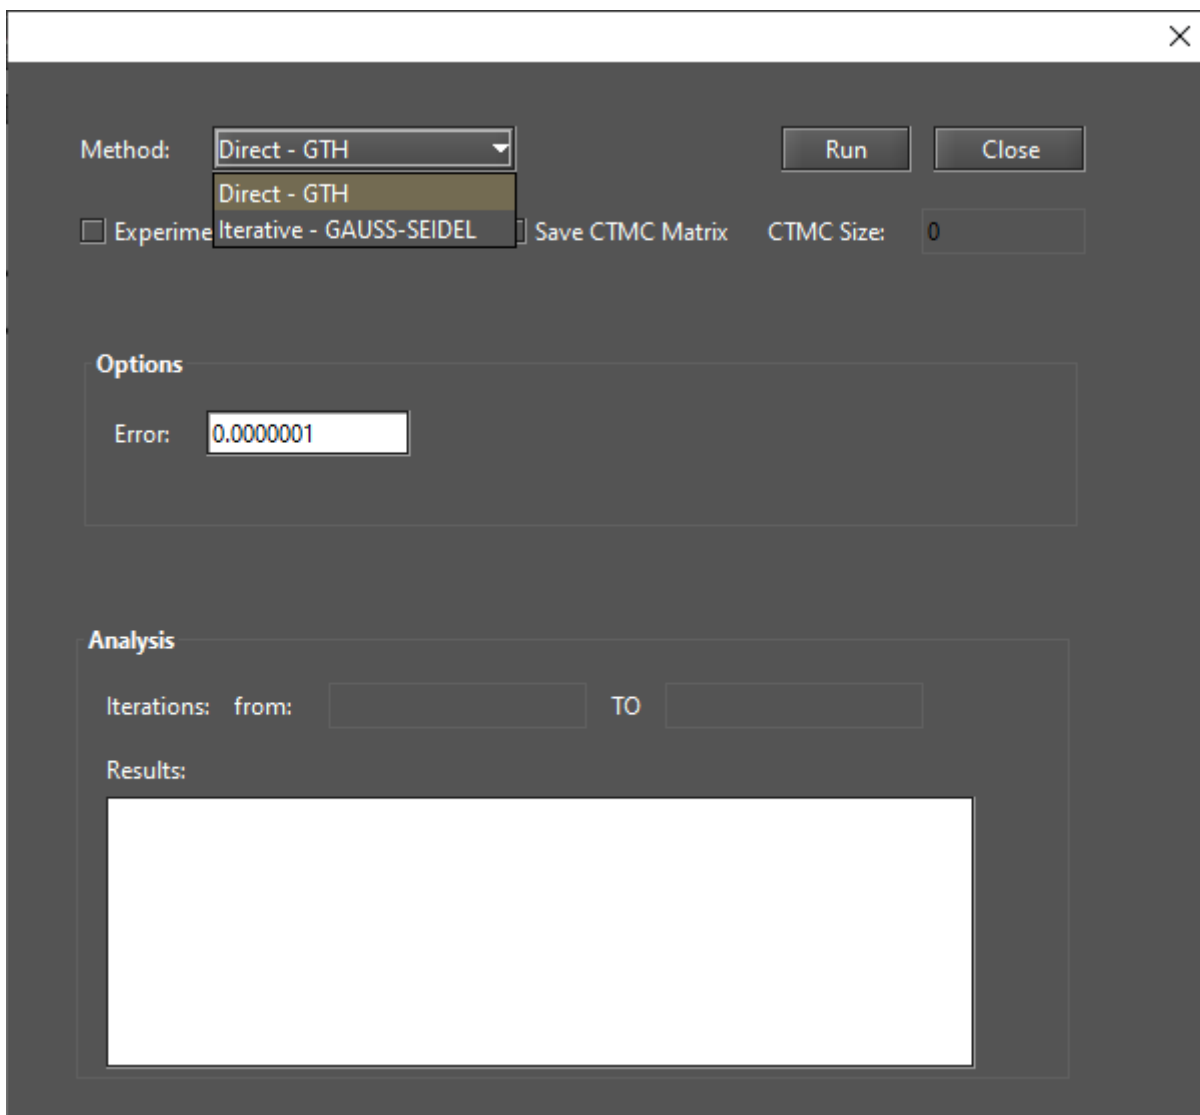 Method: Direct - GTH Run Close
Direct - GTH
Iterative - GAUSS-SEIDEL
Save CTMC Matrix CTMC Size: 0
Options
Error: 0.0000001
Analysis
Iterations: from: TO
Results: